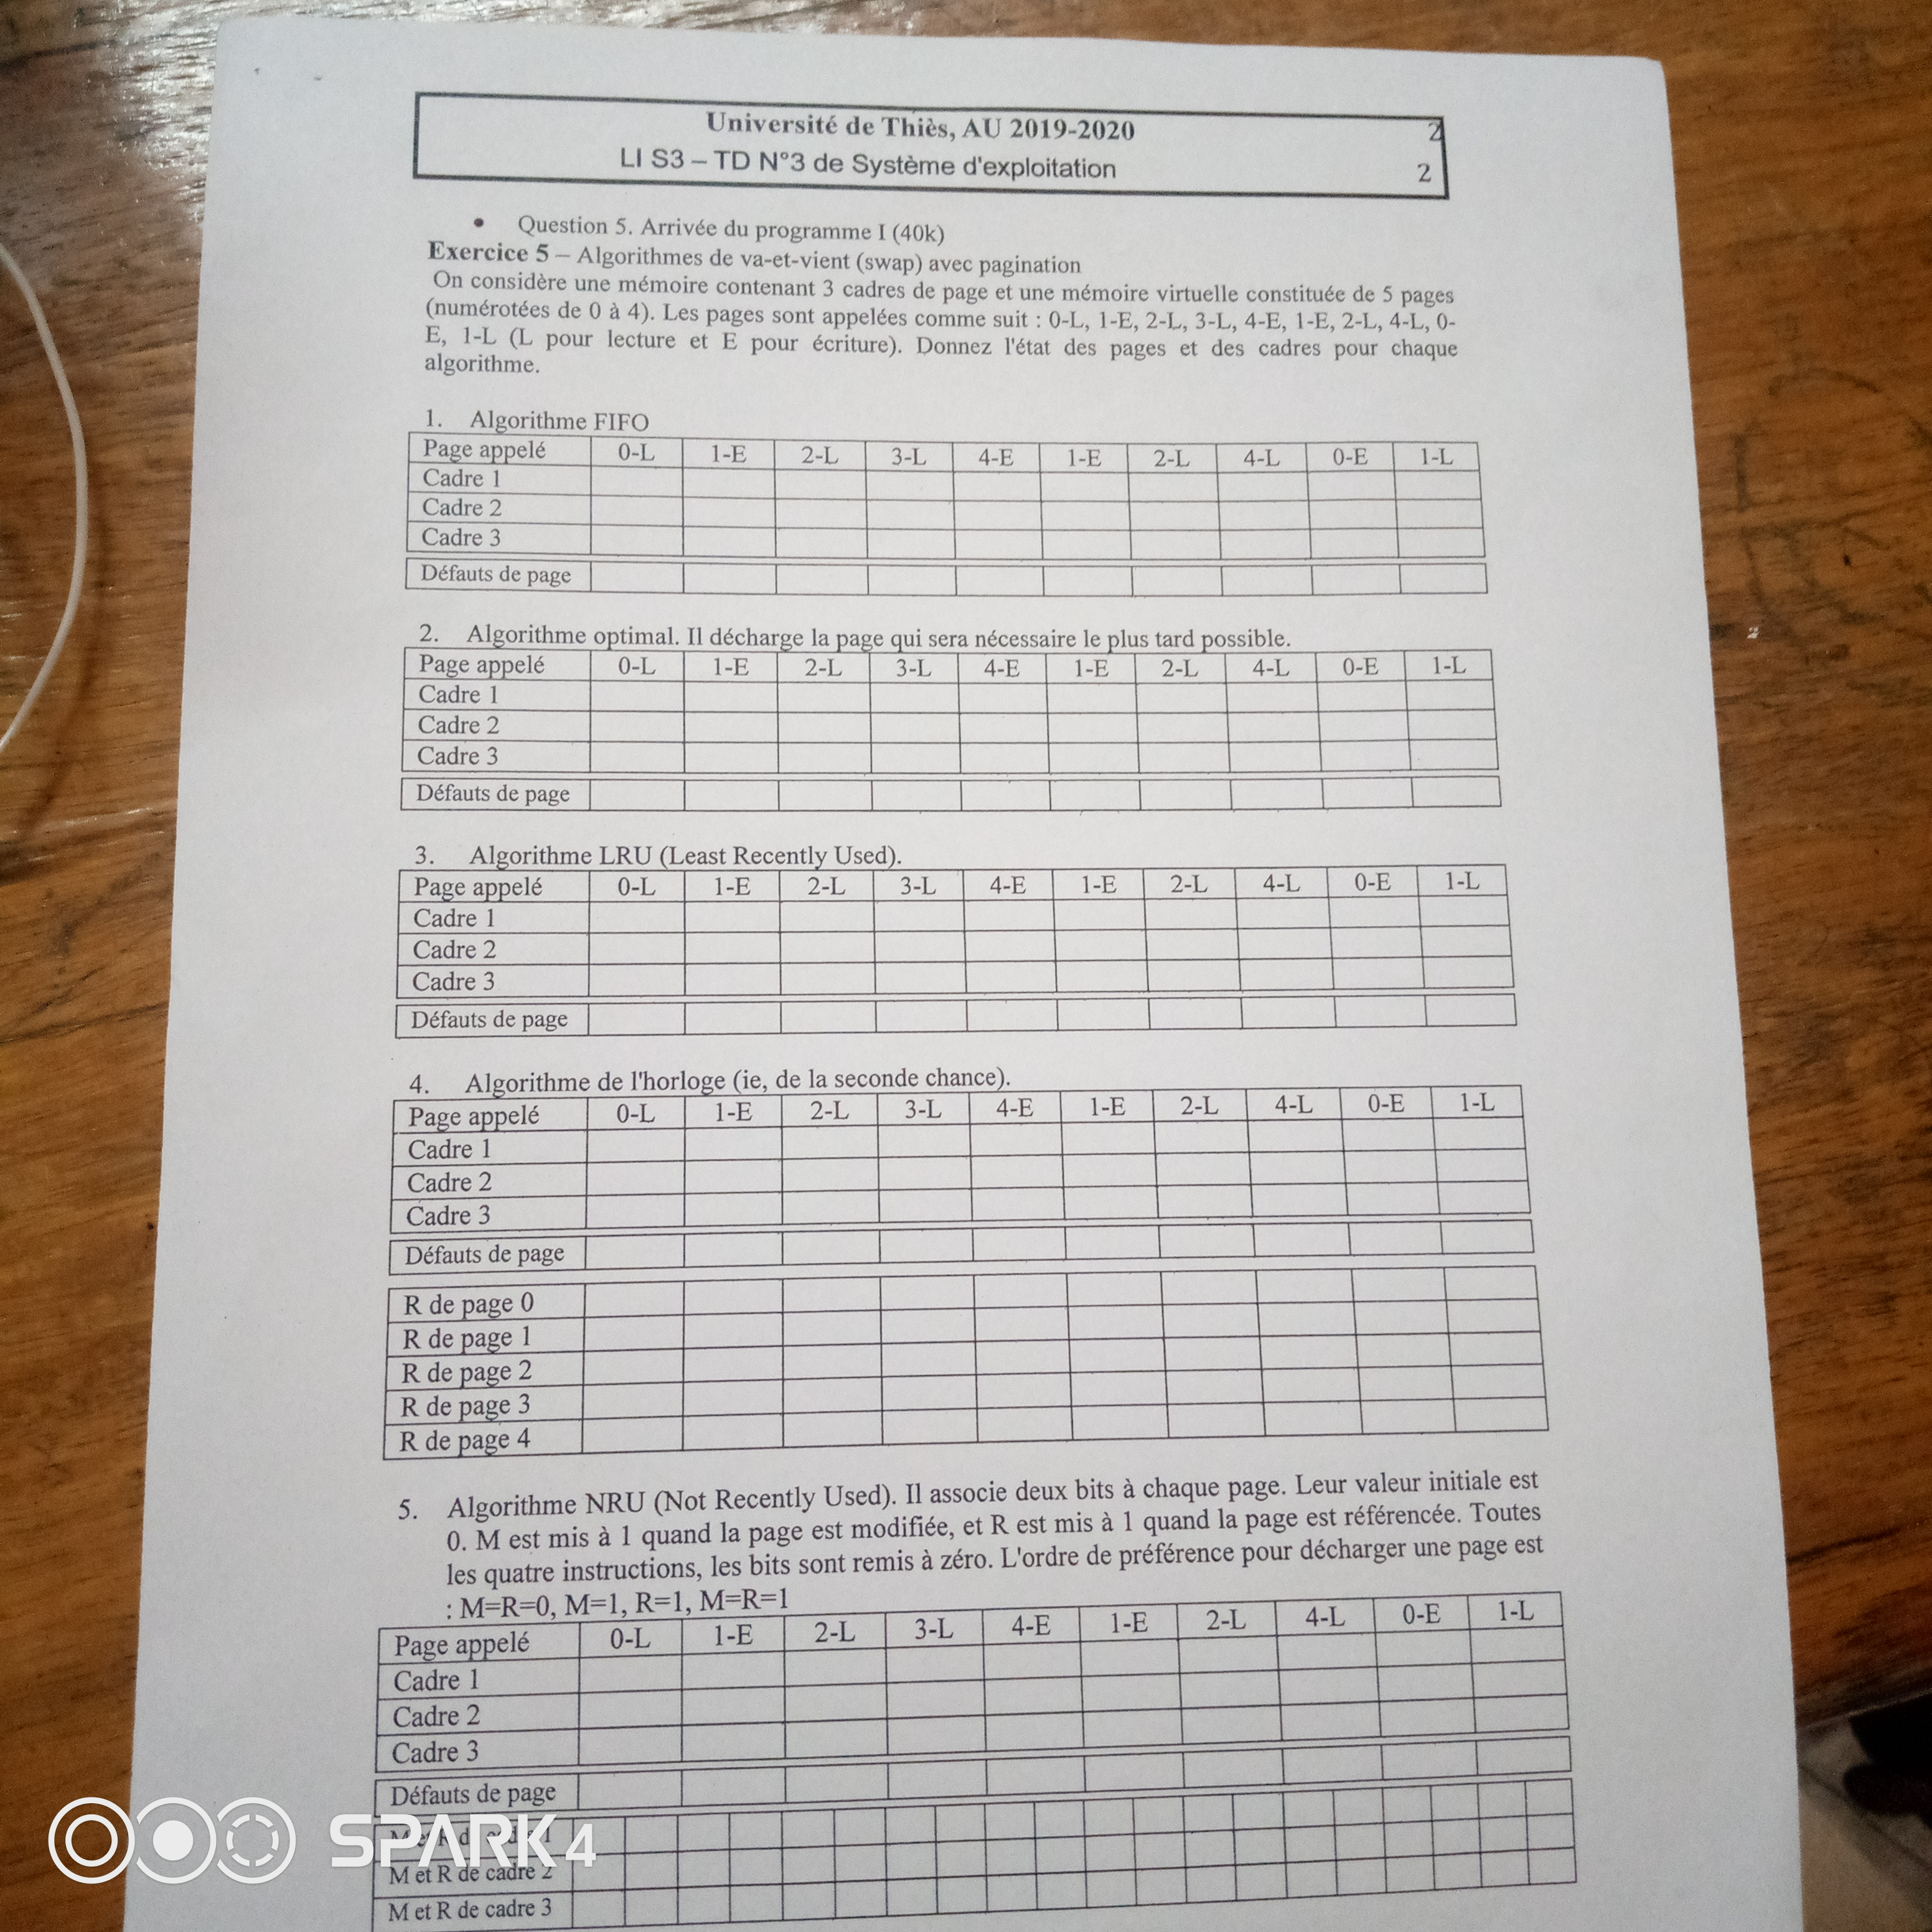 Université de Thiès, AU 2019-2020
2
LI S3 – TD N°3 de Système d'exploitation
2
• Question 5. Arrivée du programme I (40k)
Exercice 5 – Algorithmes de va-et-vient (swap) avec pagination
On considère une mémoire contenant 3 cadres de page et une mémoire virtuelle constituée de 5 pages
(numérotées de 0 à 4). Les pages sont appelées comme suit : 0-L, 1-E, 2-L, 3-L, 4-E, 1-E, 2-L, 4-L, 0-
E, 1-L (L pour lecture et E pour écriture). Donnez l'état des pages et des cadres pour chaque
algorithme.
1. Algorithme FIFO
Page appelé 0-L 1-E 2-L 3-L 4-E 1-E 2-L 4-L 0-E 1-L
Cadre 1
Cadre 2
Cadre 3
Défauts de page
2. Algorithme optimal. Il décharge la page qui sera nécessaire le plus tard possible.
Page appelé 0-L 1-E 2-L 3-L 4-E 1-E 2-L 4-L 0-E 1-L
Cadre 1
Cadre 2
Cadre 3
Défauts de page
3. Algorithme LRU (Least Recently Used).
Page appelé 0-L 1-E 2-L 3-L 4-E 1-E 2-L 4-L 0-E 1-L
Cadre 1
Cadre 2
Cadre 3
Défauts de page
4. Algorithme de l'horloge (ie, de la seconde chance).
Page appelé 0-L 1-E 2-L 3-L 4-E 1-E 2-L 4-L 0-E 1-L
Cadre 1
Cadre 2
Cadre 3
Défauts de page
R de page 0
R de page 1
R de page 2
R de page 3
R de page 4
5. Algorithme NRU (Not Recently Used). Il associe deux bits à chaque page. Leur valeur initiale est
0. M est mis à 1 quand la page est modifiée, et R est mis à 1 quand la page est référencée. Toutes
les quatre instructions, les bits sont remis à zéro. L'ordre de préférence pour décharger une page est
: M=R=0, M=1, R=1, M=R=1
Page appelé 0-L 1-E 2-L 3-L 4-E 1-E 2-L 4-L 0-E 1-L
Cadre 1
Cadre 2
Cadre 3
Défauts de page
SPARK 4
M et R de cadre 2
M et R de cadre 3